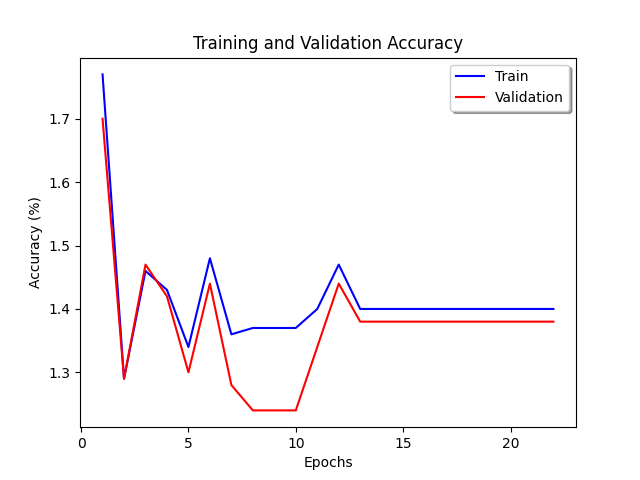 Training and Validation Accuracy
Train
Validation
1.7
1.6
1.5
1.4
1.3
Accuracy (%)
0
5
10
15
20
Epochs